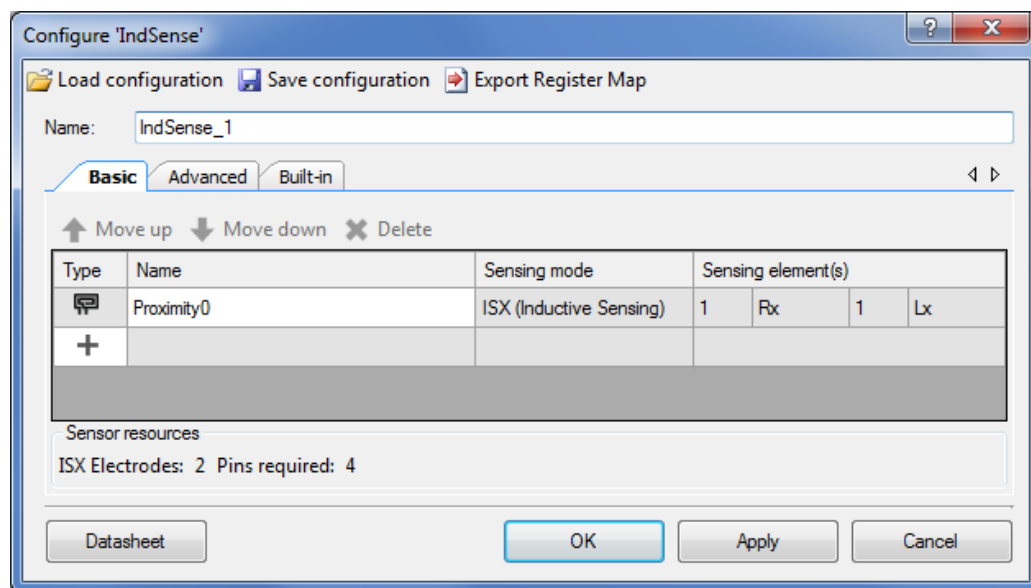 Configure 'IndSense'
Load configuration Save configuration Export Register Map
Name: IndSense_1
Basic Advanced Built-in
Move up Move down Delete
Type Name Sensing mode Sensing element(s)
Proximity0 ISX (Inductive Sensing) 1 Rx 1 Lx
Sensor resources
ISX Electrodes: 2 Pins required: 4
Datasheet OK Apply Cancel